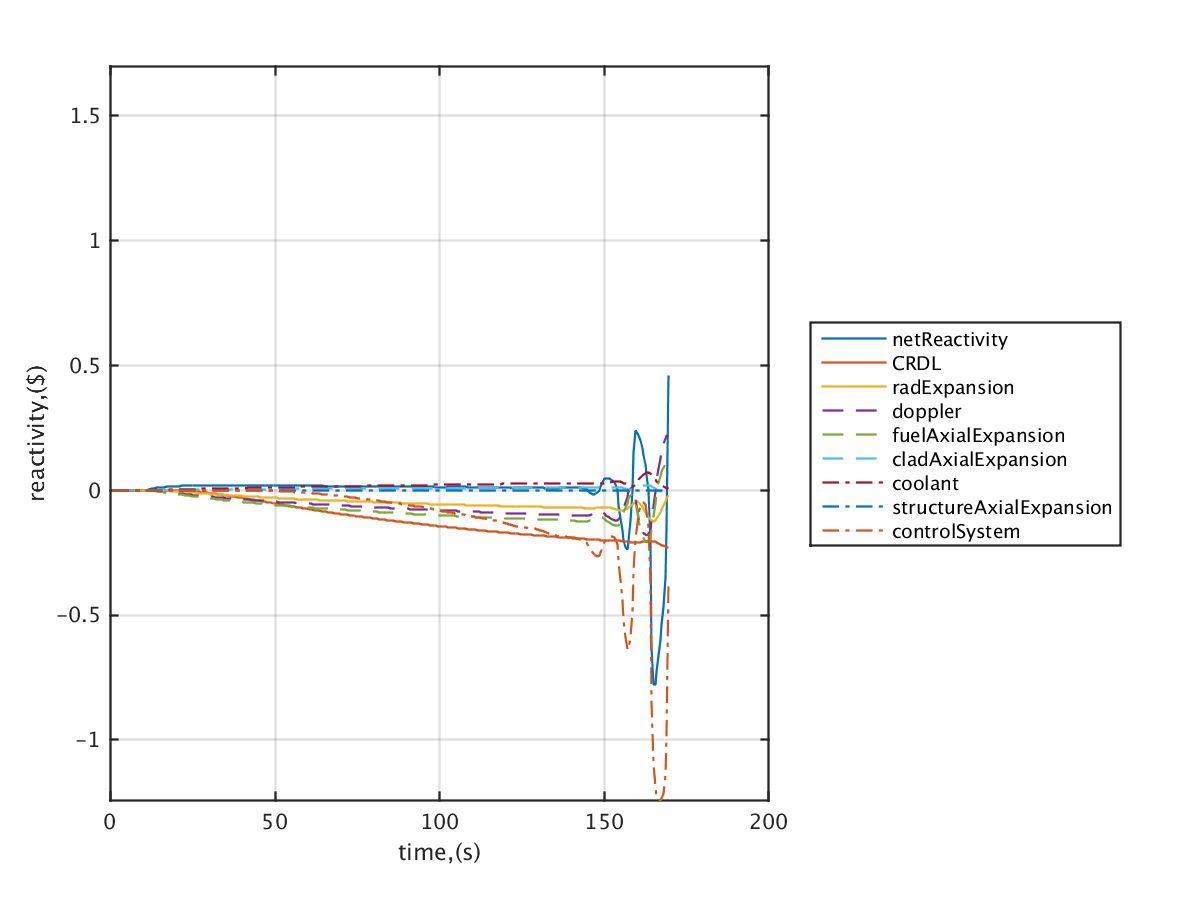 1.5
1
0.5
0
-0.5
-1
0
50
100
150
200
time,(s)
reactivity,($)
netReactivity
CRDL
radExpansion
doppler
fuelAxialExpansion
cladAxialExpansion
coolant
structureAxialExpansion
controlSystem